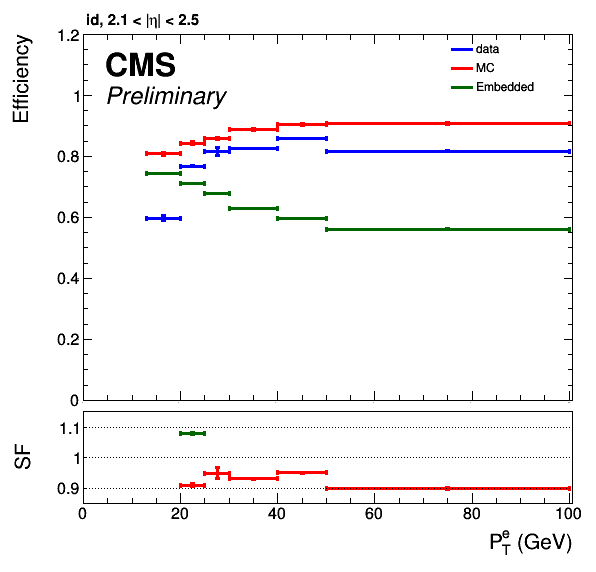 id, 2.1 < |η| < 2.5
Efficiency
1.2
1
0.8
0.6
0.4
0.2
0
CMS
Preliminary
data
MC
Embedded
SF
1.1
1
0.9
0 20 40 60 80 100
P_T^e (GeV)